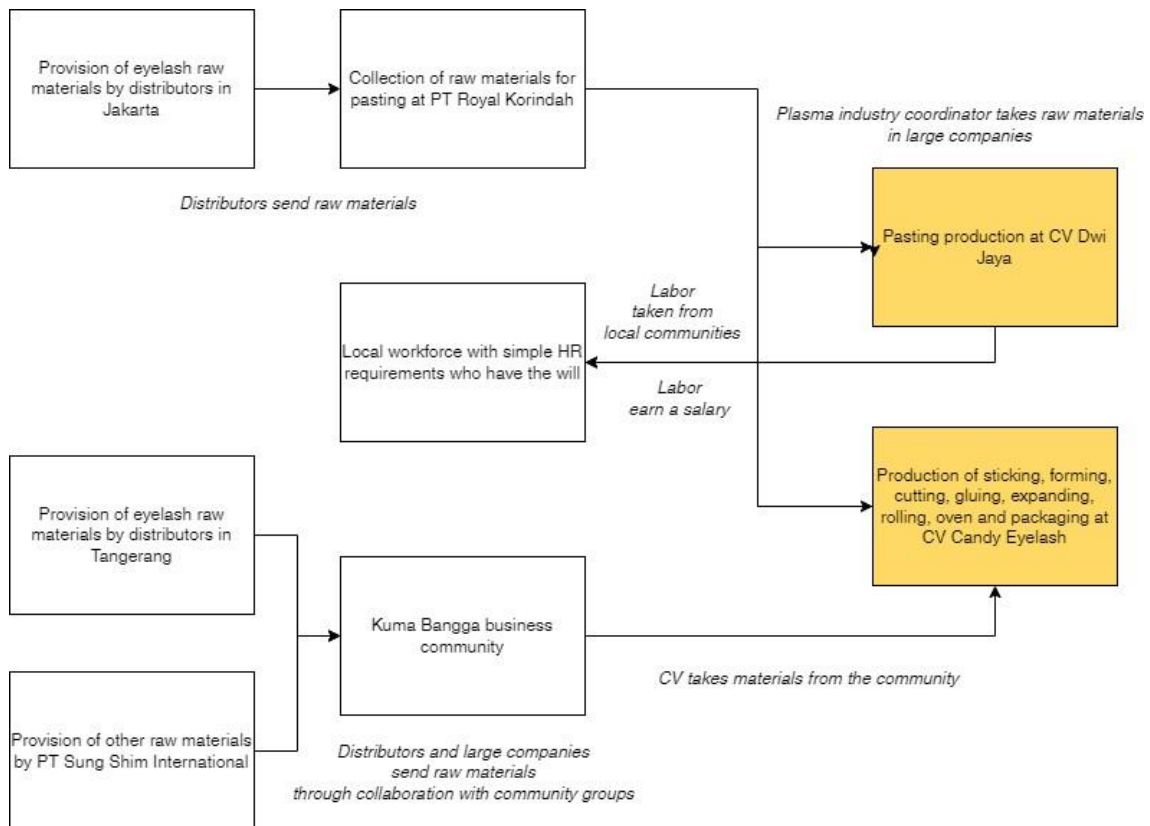 Provision of eyelash raw
materials by distributors in
Jakarta
Collection of raw materials for
pasting at PT Royal Korindah
Plasma industry coordinator takes raw materials
in large companies
Distributors send raw materials
Pasting production at CV Dwi
Jaya
Labor
taken from
local communities
Local workforce with simple HR
requirements who have the will
Labor
earn a salary
Provision of eyelash raw
materials by distributors in
Tangerang
Production of sticking, forming,
cutting, gluing, expanding,
rolling, oven and packaging at
CV Candy Eyelash
Kuma Bangga business
community
CV takes materials from the community
Provision of other raw materials
by PT Sung Shim International
Distributors and large companies
send raw materials
through collaboration with community groups